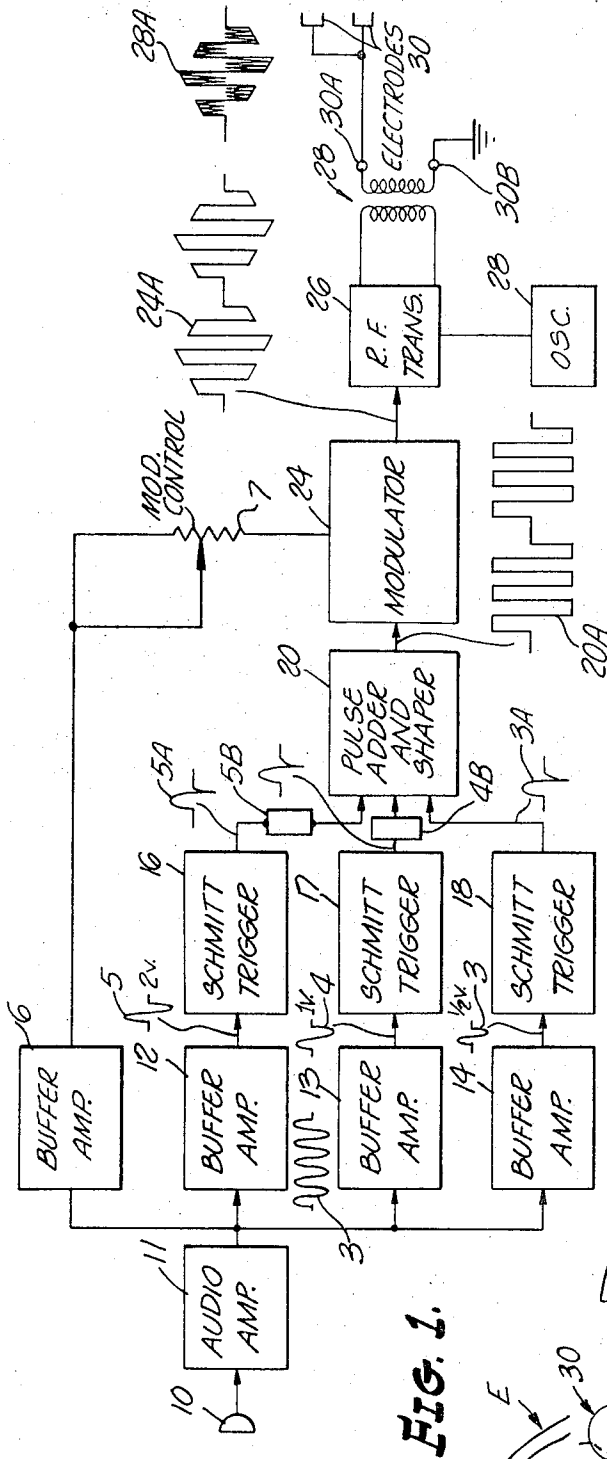 10
11
AUDIO AMP.
6
BUFFER AMP.
12
BUFFER AMP.
5
2V.
16
SCHMITT TRIGGER
5A
5B
3
13
BUFFER AMP.
1V.
4
17
SCHMITT TRIGGER
4B
14
BUFFER AMP.
½V.
3
18
SCHMITT TRIGGER
3A
20
PULSE ADDER AND SHAPER
20A
MOD. CONTROL
7
24
MODULATOR
24A
26
R.F. TRANS.
28
OSC.
28
28A
30A
30B
ELECTRODES 30
FIG. 1.
E
30